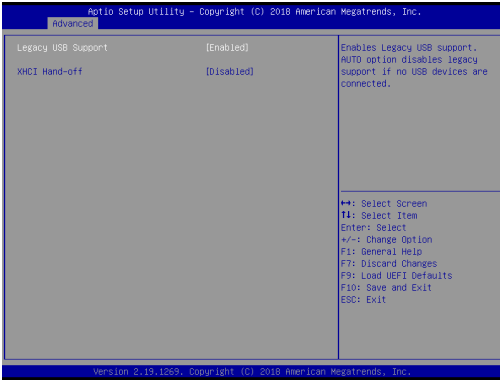 Aptio Setup Utility – Copyright (C) 2018 American Megatrends, Inc.
Advanced
Legacy USB Support [Enabled]
XHCI Hand-off [Disabled]
Enables Legacy USB support.
AUTO option disables legacy
support if no USB devices are
connected.
↔: Select Screen
↑↓: Select Item
Enter: Select
+/-: Change Option
F1: General Help
F7: Discard Changes
F9: Load UEFI Defaults
F10: Save and Exit
ESC: Exit
Version 2.19.1269. Copyright (C) 2018 American Megatrends, Inc.